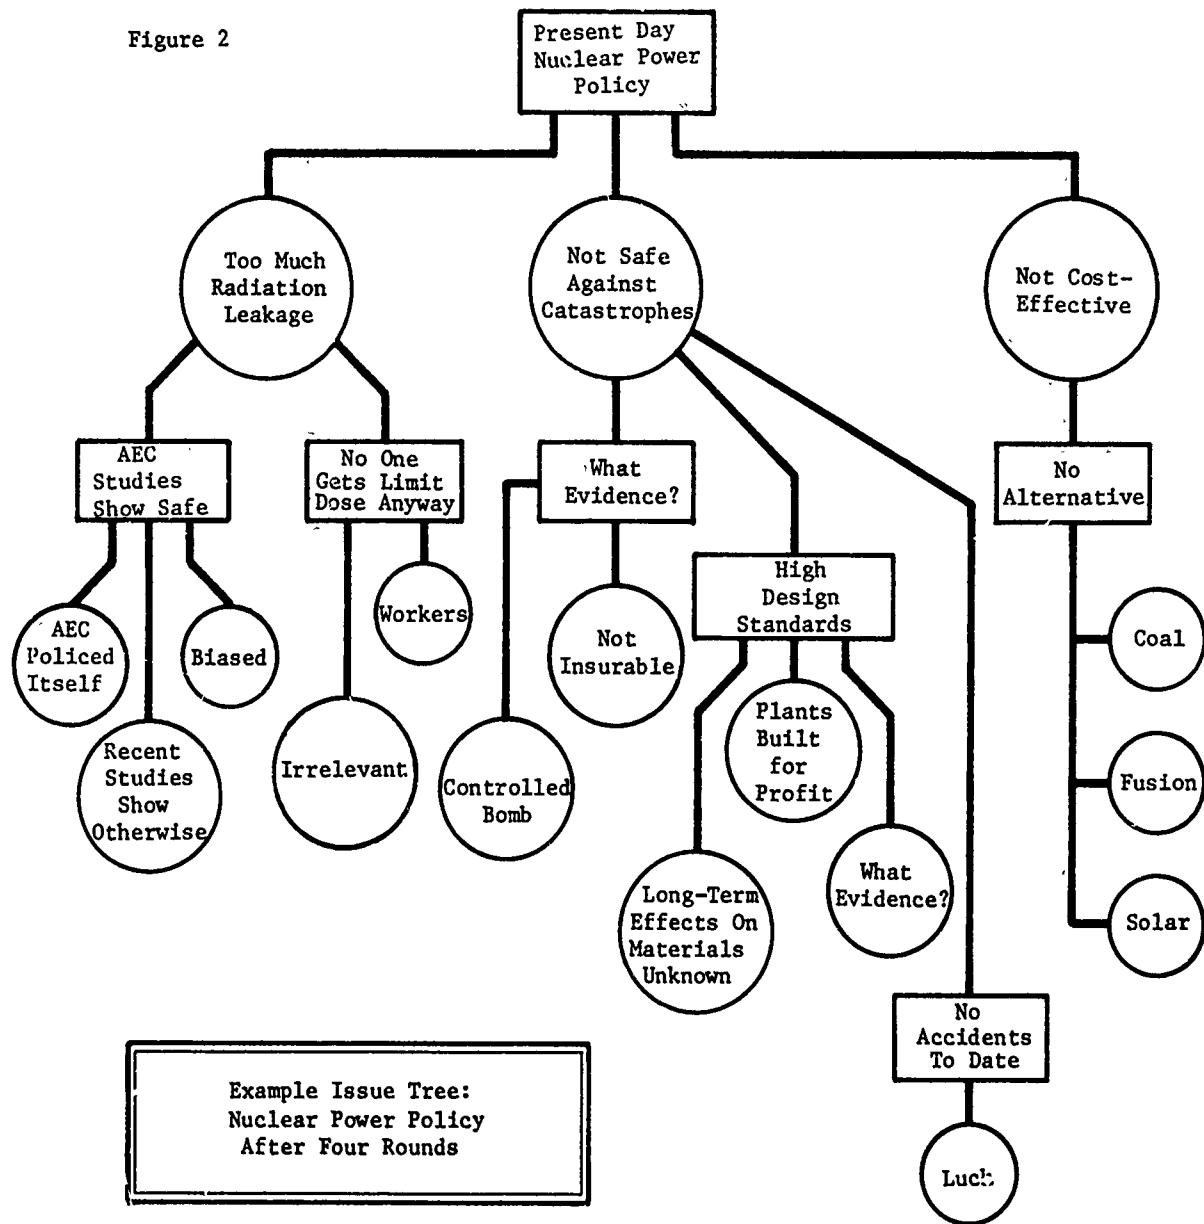 Figure 2
Present Day
Nuclear Power
Policy
Too Much
Radiation
Leakage
Not Safe
Against
Catastrophes
Not Cost-
Effective
AEC
Studies
Show Safe
No One
Gets Limit
Dose Anyway
What
Evidence?
No
Alternative
High
Design
Standards
AEC
Policed
Itself
Biased
Workers
Not
Insurable
Coal
Recent
Studies
Show
Otherwise
Irrelevant
Controlled
Bomb
Plants
Built
for
Profit
Fusion
Long-Term
Effects On
Materials
Unknown
What
Evidence?
Solar
No
Accidents
To Date
Luck
Example Issue Tree:
Nuclear Power Policy
After Four Rounds